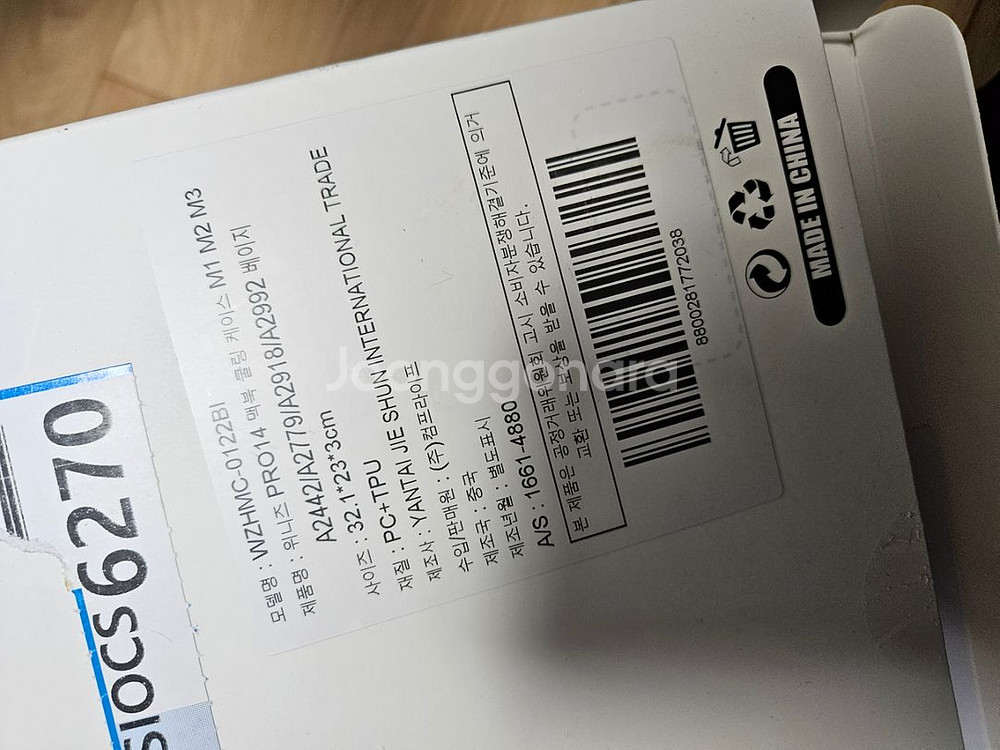 모델명 : WZHMC-0122BI
제품명 : 위니즈 PRO14 맥북 쿨링 케이스 M1 M2 M3
A2442/A2779/A2918/A2992 베이지
사이즈 : 32.1*23*3cm
재질 : PC+TPU
제조사 : YANTAI JIE SHUN INTERNATIONAL TRADE
수입/판매원 : (주)컴프라이프
제조국 : 중국
제조년월 : 별도표시
A/S : 1661-4880
본 제품은 공정거래위원회 고시 소비자분쟁해결기준에 의거
교환 또는 보상을 받을 수 있습니다.
8800281772038
MADE IN CHINA
SIOCS6270
Joonggonara